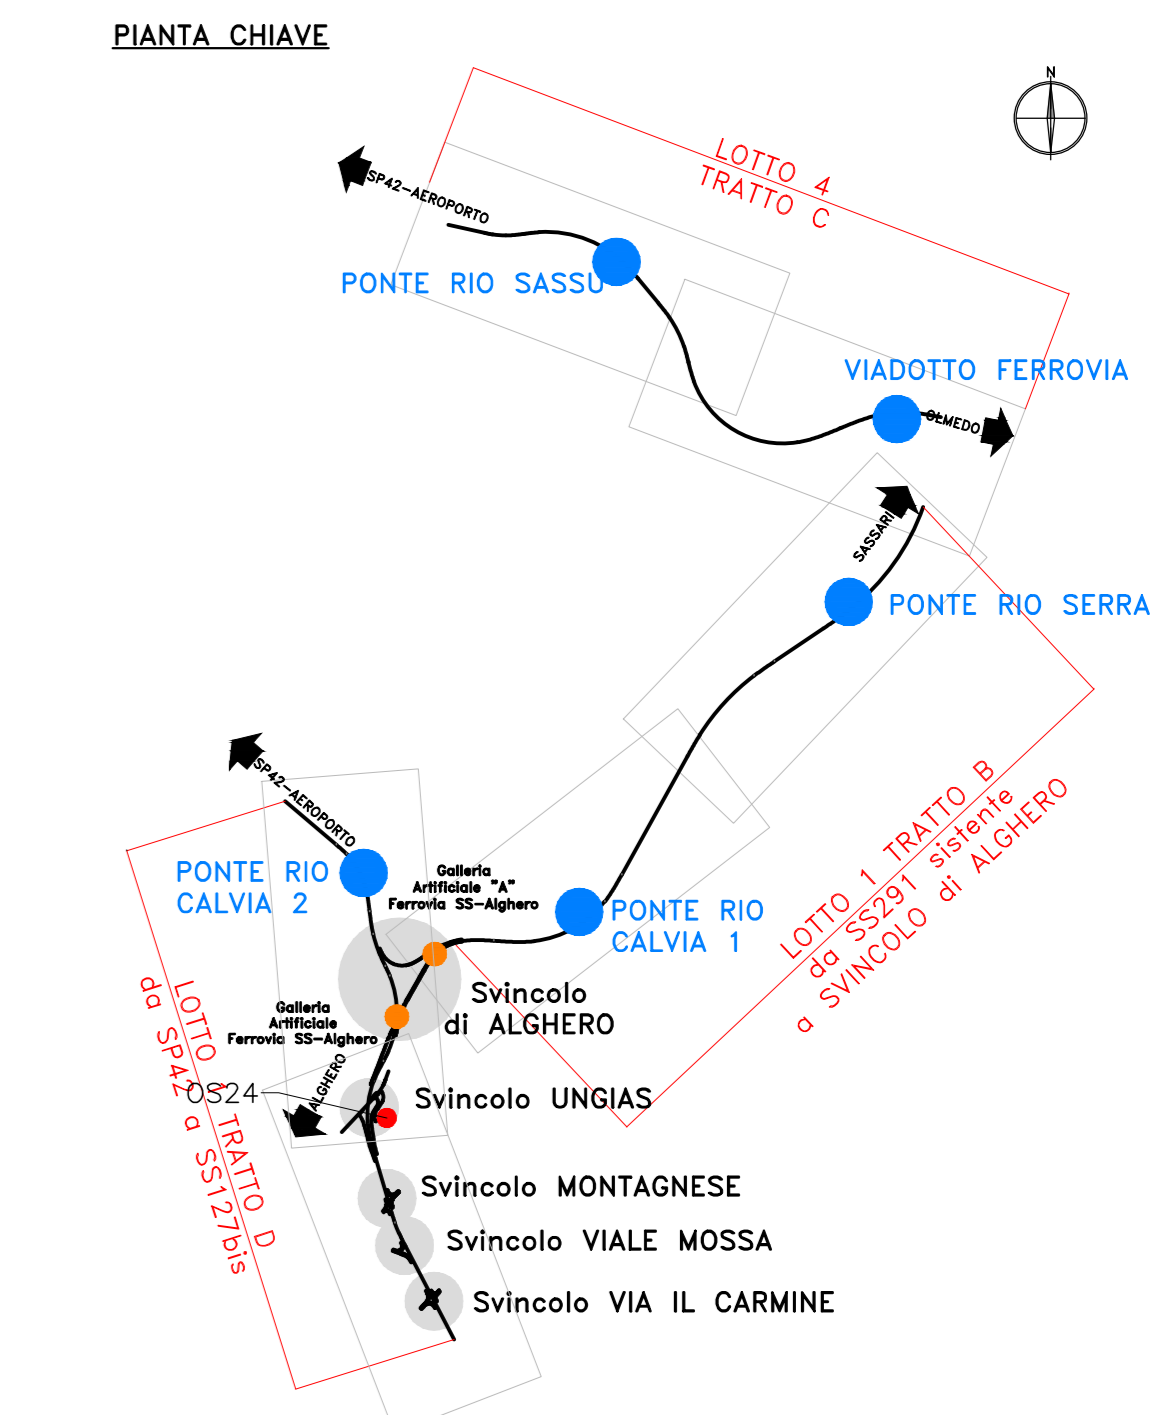 PIANTA CHIAVE
N
LOTTO 4
TRATTO C
SP42-AEROPORTO
PONTE RIO SASSU
VIADOTTO FERROVIA
OLMEDO
SASSARI
PONTE RIO SERRA
SP42-AEROPORTO
PONTE RIO
CALVIA 2
Galleria
Artificiale "A"
Ferrovia SS-Alghero
PONTE RIO
CALVIA 1
LOTTO 1 TRATTO B
da SS291 sistente
a SVINCOLO di ALGHERO
Svincolo
di ALGHERO
Galleria
Artificiale
Ferrovia SS-Alghero
ALGHERO
OS24
LOTTO 1 TRATTO D
da SP42 a SS127bis
Svincolo UNGIAS
Svincolo MONTAGNESE
Svincolo VIALE MOSSA
Svincolo VIA IL CARMINE